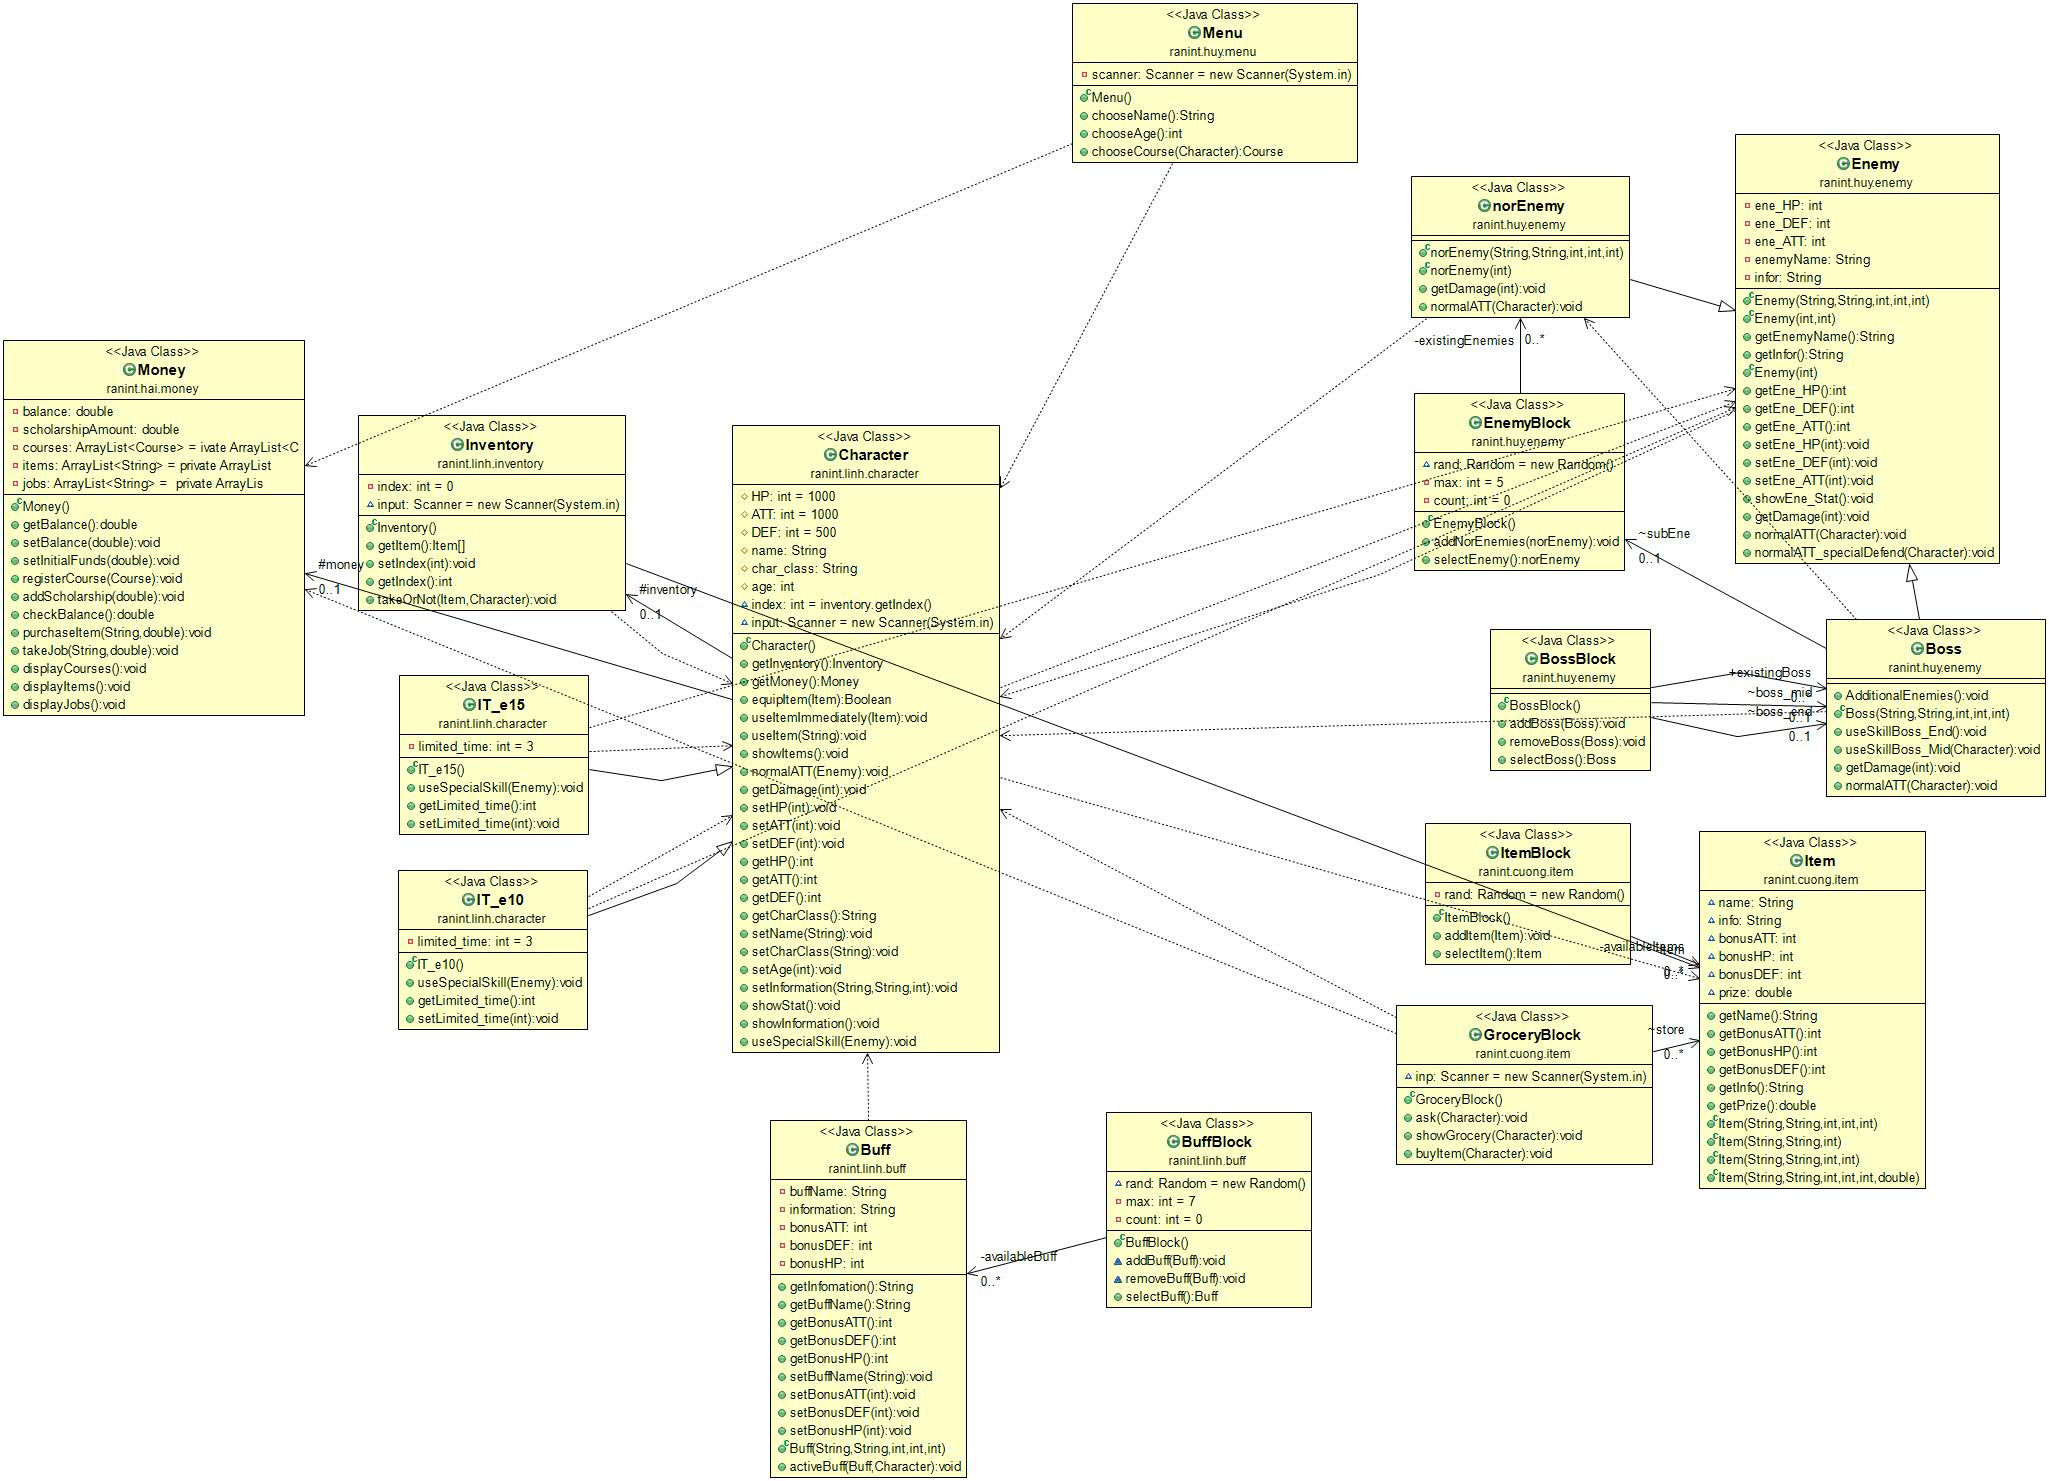 <<Java Class>>
Menu
ranint.huy.menu
scanner: Scanner = new Scanner(System.in)
Menu()
chooseName():String
chooseAge():int
chooseCourse(Character):Course
<<Java Class>>
Enemy
ranint.huy.enemy
ene_HP: int
ene_DEF: int
ene_ATT: int
enemyName: String
infor: String
Enemy(String,String,int,int,int)
Enemy(int,int)
getEnemyName():String
getInfor():String
Enemy(int)
getEne_HP():int
getEne_DEF():int
getEne_ATT():int
setEne_HP(int):void
setEne_DEF(int):void
setEne_ATT(int):void
showEne_Stat():void
getDamage(int):void
normalATT(Character):void
normalATT_specialDefend(Character):void
<<Java Class>>
norEnemy
ranint.huy.enemy
norEnemy(String,String,int,int,int)
norEnemy(int)
getDamage(int):void
normalATT(Character):void
-existingEnemies
0..*
<<Java Class>>
EnemyBlock
ranint.huy.enemy
rand: Random = new Random()
max: int = 5
count: int = 0
EnemyBlock()
addNorEnemies(norEnemy):void
selectEnemy():norEnemy
~subEne
0..1
<<Java Class>>
Money
ranint.hai.money
balance: double
scholarshipAmount: double
courses: ArrayList<Course> = ivate ArrayList<C
items: ArrayList<String> = private ArrayList
jobs: ArrayList<String> =  private ArrayLis
Money()
getBalance():double
setBalance(double):void
setInitialFunds(double):void
registerCourse(Course):void
addScholarship(double):void
checkBalance():double
purchaseItem(String,double):void
takeJob(String,double):void
displayCourses():void
displayItems():void
displayJobs():void
#money
0..1
<<Java Class>>
Inventory
ranint.linh.inventory
index: int = 0
input: Scanner = new Scanner(System.in)
Inventory()
getItem():Item[]
setIndex(int):void
getIndex():int
takeOrNot(Item,Character):void
#inventory
0..1
<<Java Class>>
Character
ranint.linh.character
HP: int = 1000
ATT: int = 1000
DEF: int = 500
name: String
char_class: String
age: int
index: int = inventory.getIndex()
input: Scanner = new Scanner(System.in)
Character()
getInventory():Inventory
getMoney():Money
equipItem(Item):Boolean
useItemImmediately(Item):void
useItem(String):void
showItems():void
normalATT(Enemy):void
getDamage(int):void
setHP(int):void
setATT(int):void
setDEF(int):void
getHP():int
getATT():int
getDEF():int
getCharClass():String
setName(String):void
setCharClass(String):void
setAge(int):void
setInformation(String,String,int):void
showStat():void
showInformation():void
useSpecialSkill(Enemy):void
<<Java Class>>
IT_e15
ranint.linh.character
limited_time: int = 3
IT_e15()
useSpecialSkill(Enemy):void
getLimited_time():int
setLimited_time(int):void
<<Java Class>>
IT_e10
ranint.linh.character
limited_time: int = 3
IT_e10()
useSpecialSkill(Enemy):void
getLimited_time():int
setLimited_time(int):void
<<Java Class>>
BossBlock
ranint.huy.enemy
BossBlock()
addBoss(Boss):void
removeBoss(Boss):void
selectBoss():Boss
+existingBoss
0..*
~boss_mid
0..1
~boss_end
0..1
<<Java Class>>
Boss
ranint.huy.enemy
AdditionalEnemies():void
Boss(String,String,int,int,int)
useSkillBoss_End():void
useSkillBoss_Mid(Character):void
getDamage(int):void
normalATT(Character):void
<<Java Class>>
ItemBlock
ranint.cuong.item
rand: Random = new Random()
ItemBlock()
addItem(Item):void
selectItem():Item
-availableItems
0..*
<<Java Class>>
Item
ranint.cuong.item
name: String
info: String
bonusATT: int
bonusHP: int
bonusDEF: int
prize: double
getName():String
getBonusATT():int
getBonusHP():int
getBonusDEF():int
getInfo():String
getPrize():double
Item(String,String,int,int,int)
Item(String,String,int)
Item(String,String,int,int)
Item(String,String,int,int,int,double)
<<Java Class>>
GroceryBlock
ranint.cuong.item
inp: Scanner = new Scanner(System.in)
GroceryBlock()
ask(Character):void
showGrocery(Character):void
buyItem(Character):void
~store
0..*
<<Java Class>>
Buff
ranint.linh.buff
buffName: String
information: String
bonusATT: int
bonusDEF: int
bonusHP: int
getInfomation():String
getBuffName():String
getBonusATT():int
getBonusDEF():int
getBonusHP():int
setBuffName(String):void
setBonusATT(int):void
setBonusDEF(int):void
setBonusHP(int):void
Buff(String,String,int,int,int)
activeBuff(Buff,Character):void
<<Java Class>>
BuffBlock
ranint.linh.buff
rand: Random = new Random()
max: int = 7
count: int = 0
BuffBlock()
addBuff(Buff):void
removeBuff(Buff):void
selectBuff():Buff
-availableBuff
0..*